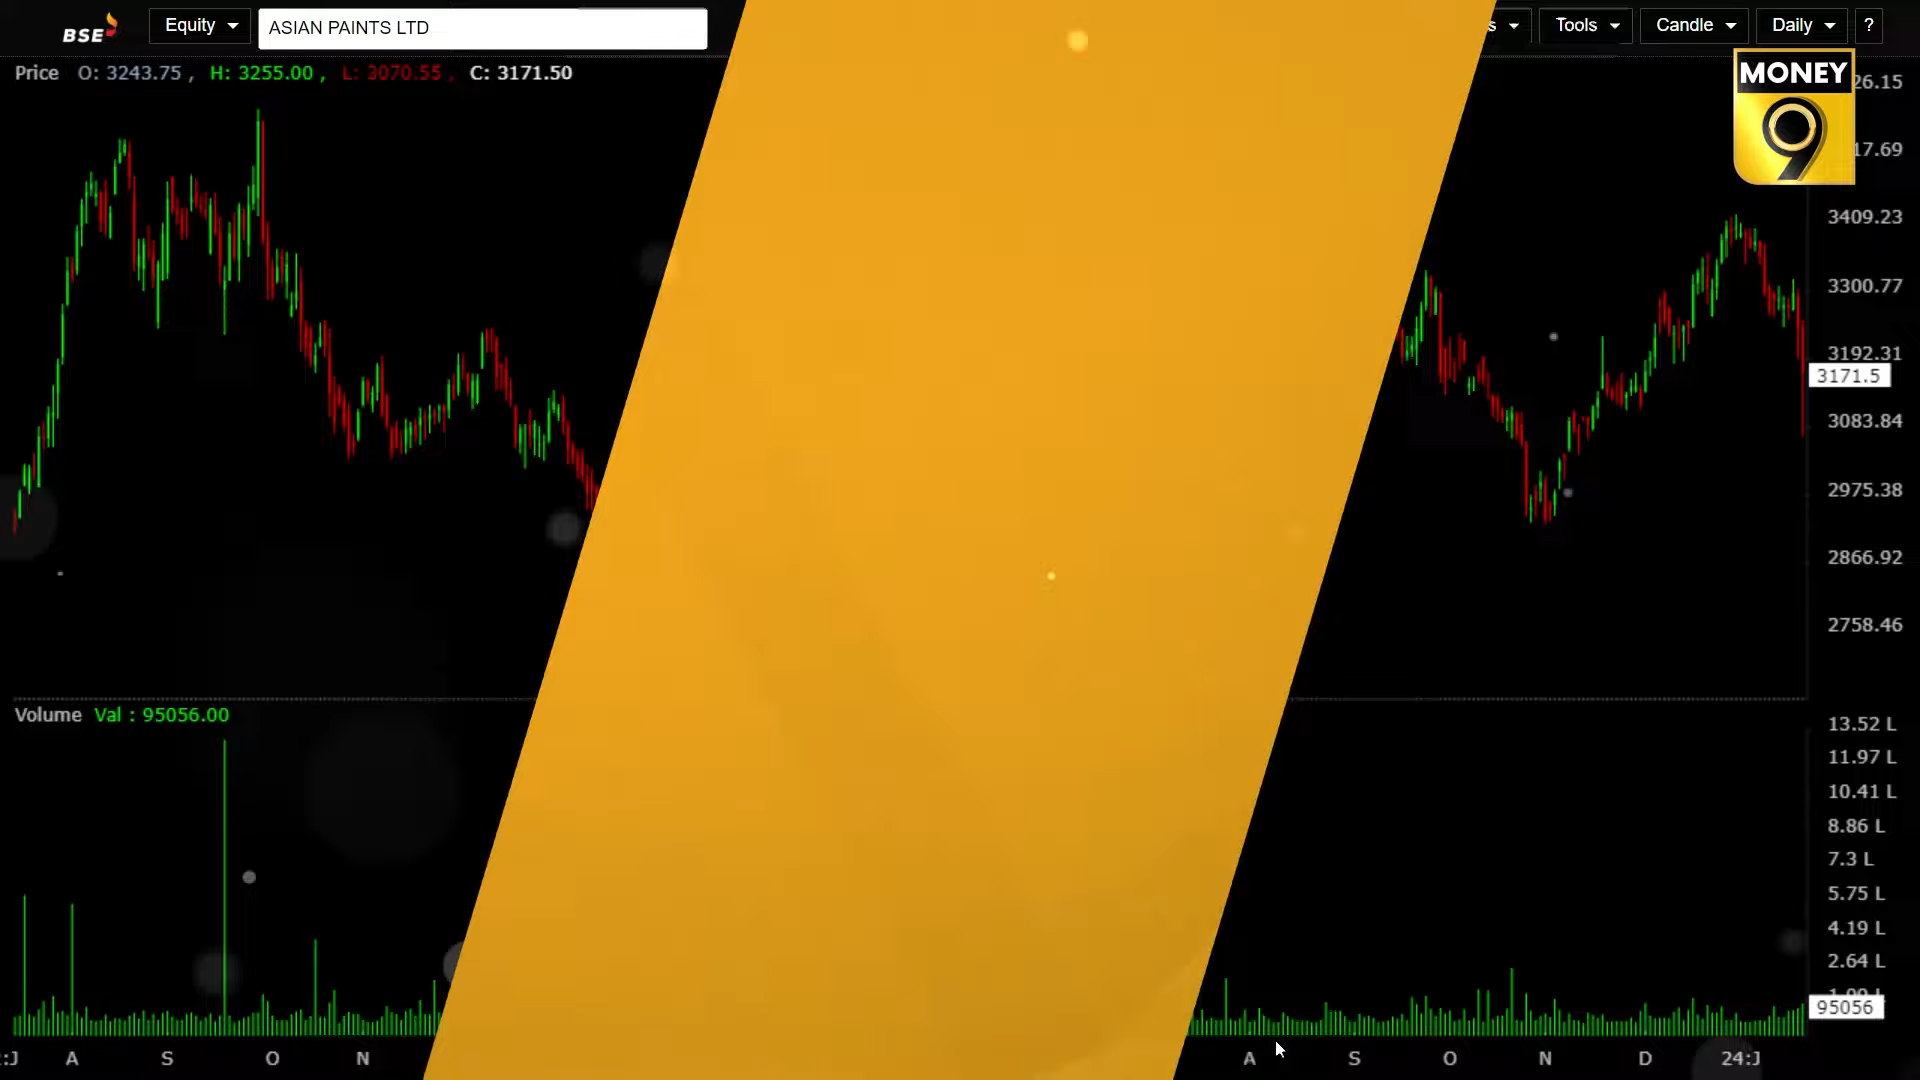 BSE Equity ASIAN PAINTS LTD s Tools Candle Daily ?
Price O: 3243.75 , H: 3255.00 , L: 3070.55 , C: 3171.50
MONEY
9
26.15
17.69
3409.23
3300.77
3192.31
3171.5
3083.84
2975.38
2866.92
2758.46
Volume Val : 95056.00
13.52 L
11.97 L
10.41 L
8.86 L
7.3 L
5.75 L
4.19 L
2.64 L
95056
:J A S O N A S O N D 24:J